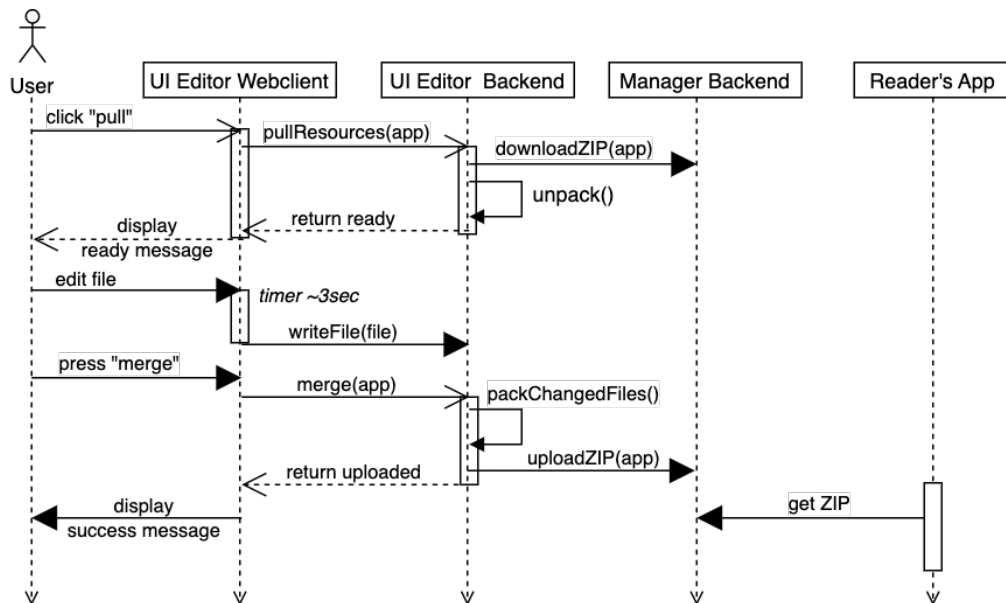 User
UI Editor Webclient
UI Editor  Backend
Manager Backend
Reader's App
click "pull"
pullResources(app)
downloadZIP(app)
unpack()
return ready
display
ready message
edit file
timer ~3sec
writeFile(file)
press "merge"
merge(app)
packChangedFiles()
uploadZIP(app)
return uploaded
display
success message
get ZIP